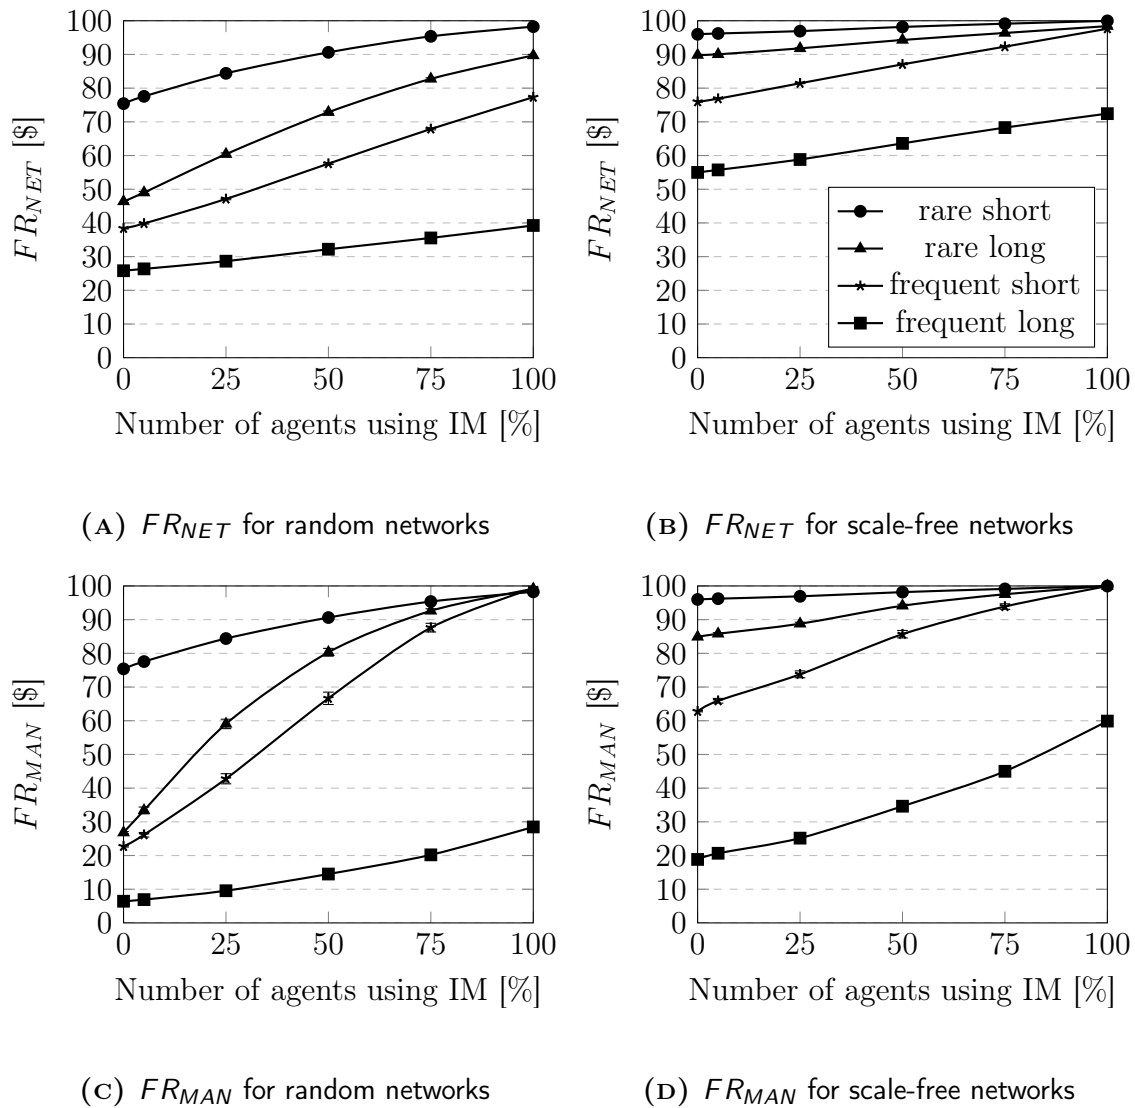 100
90
80
70
60
50
40
30
20
10
0
FR_NET [$]
0 25 50 75 100
Number of agents using IM [%]
(A) FR_NET for random networks
100
90
80
70
60
50
40
30
20
10
0
FR_NET [$]
rare short
rare long
frequent short
frequent long
0 25 50 75 100
Number of agents using IM [%]
(B) FR_NET for scale-free networks
100
90
80
70
60
50
40
30
20
10
0
FR_MAN [$]
0 25 50 75 100
Number of agents using IM [%]
(C) FR_MAN for random networks
100
90
80
70
60
50
40
30
20
10
0
FR_MAN [$]
0 25 50 75 100
Number of agents using IM [%]
(D) FR_MAN for scale-free networks